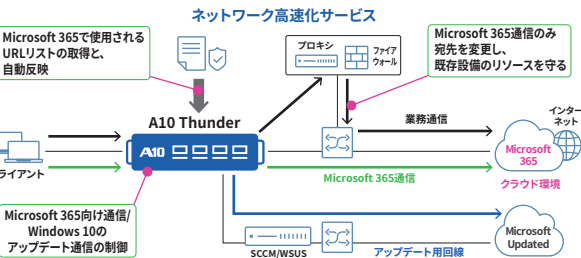 ネットワーク高速化サービス
Microsoft 365で使用される
URLリストの取得と、
自動反映
プロキシ
ファイア
ウォール
Microsoft 365通信のみ
宛先を変更し、
既存設備のリソースを守る
A10 Thunder
A10
業務通信
インター
ネット
Microsoft
365
クラウド環境
ライアント
Microsoft 365通信
Microsoft 365向け通信/
Windows 10の
アップデート通信の制御
SCCM/WSUS
アップデート用回線
Microsoft
Updated